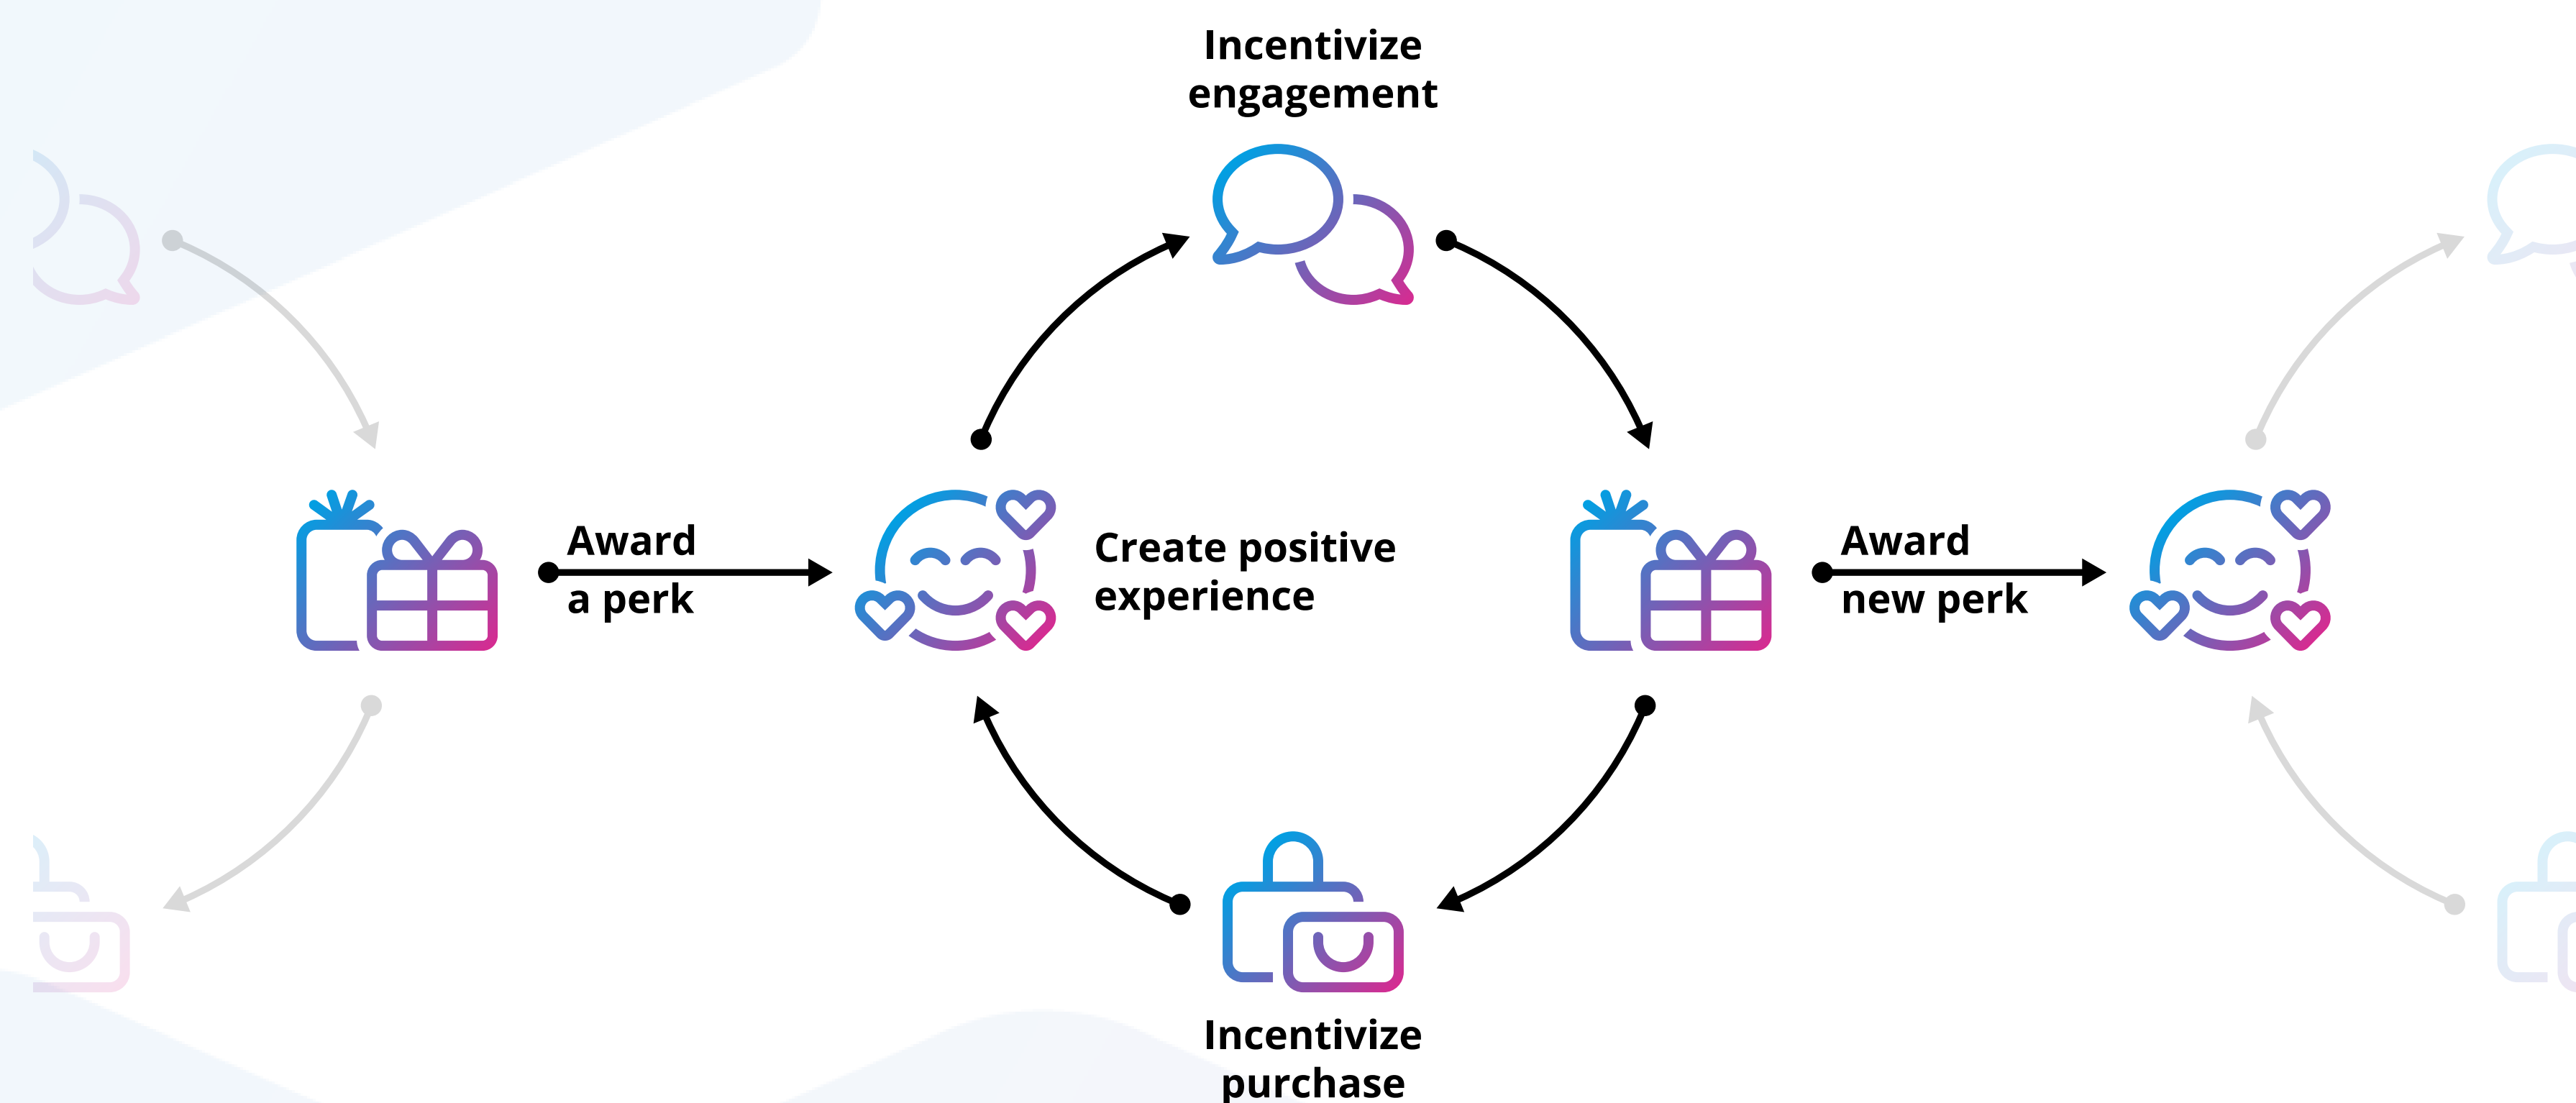 Incentivize
engagement
Award
a perk
Create positive
experience
Award
new perk
Incentivize
purchase